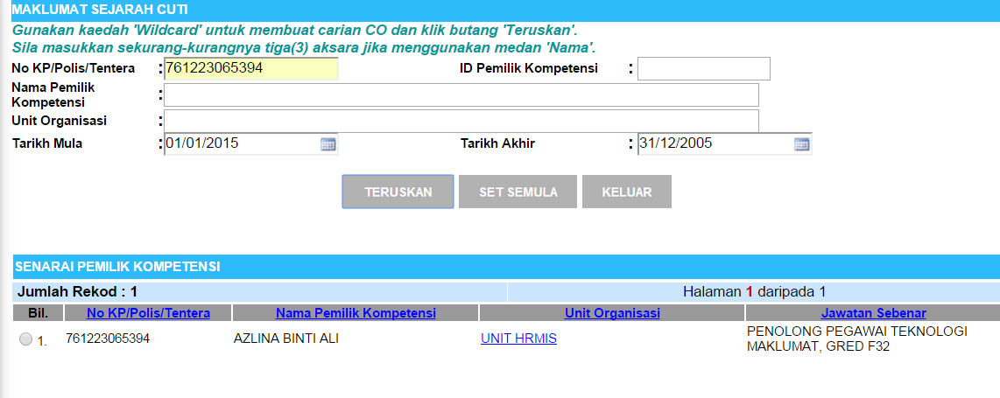 MAKLUMAT SEJARAH CUTI
Gunakan kaedah 'Wildcard' untuk membuat carian CO dan klik butang 'Teruskan'.
Sila masukkan sekurang-kurangnya tiga(3) aksara jika menggunakan medan 'Nama'.
No KP/Polis/Tentera : 761223065394 ID Pemilik Kompetensi :
Nama Pemilik
Kompetensi :
Unit Organisasi :
Tarikh Mula : 01/01/2015 Tarikh Akhir : 31/12/2005
TERUSKAN SET SEMULA KELUAR
SENARAI PEMILIK KOMPETENSI
Jumlah Rekod : 1 Halaman 1 daripada 1
Bil. No KP/Polis/Tentera Nama Pemilik Kompetensi Unit Organisasi Jawatan Sebenar
1. 761223065394 AZLINA BINTI ALI UNIT HRMIS PENOLONG PEGAWAI TEKNOLOGI
MAKLUMAT, GRED F32